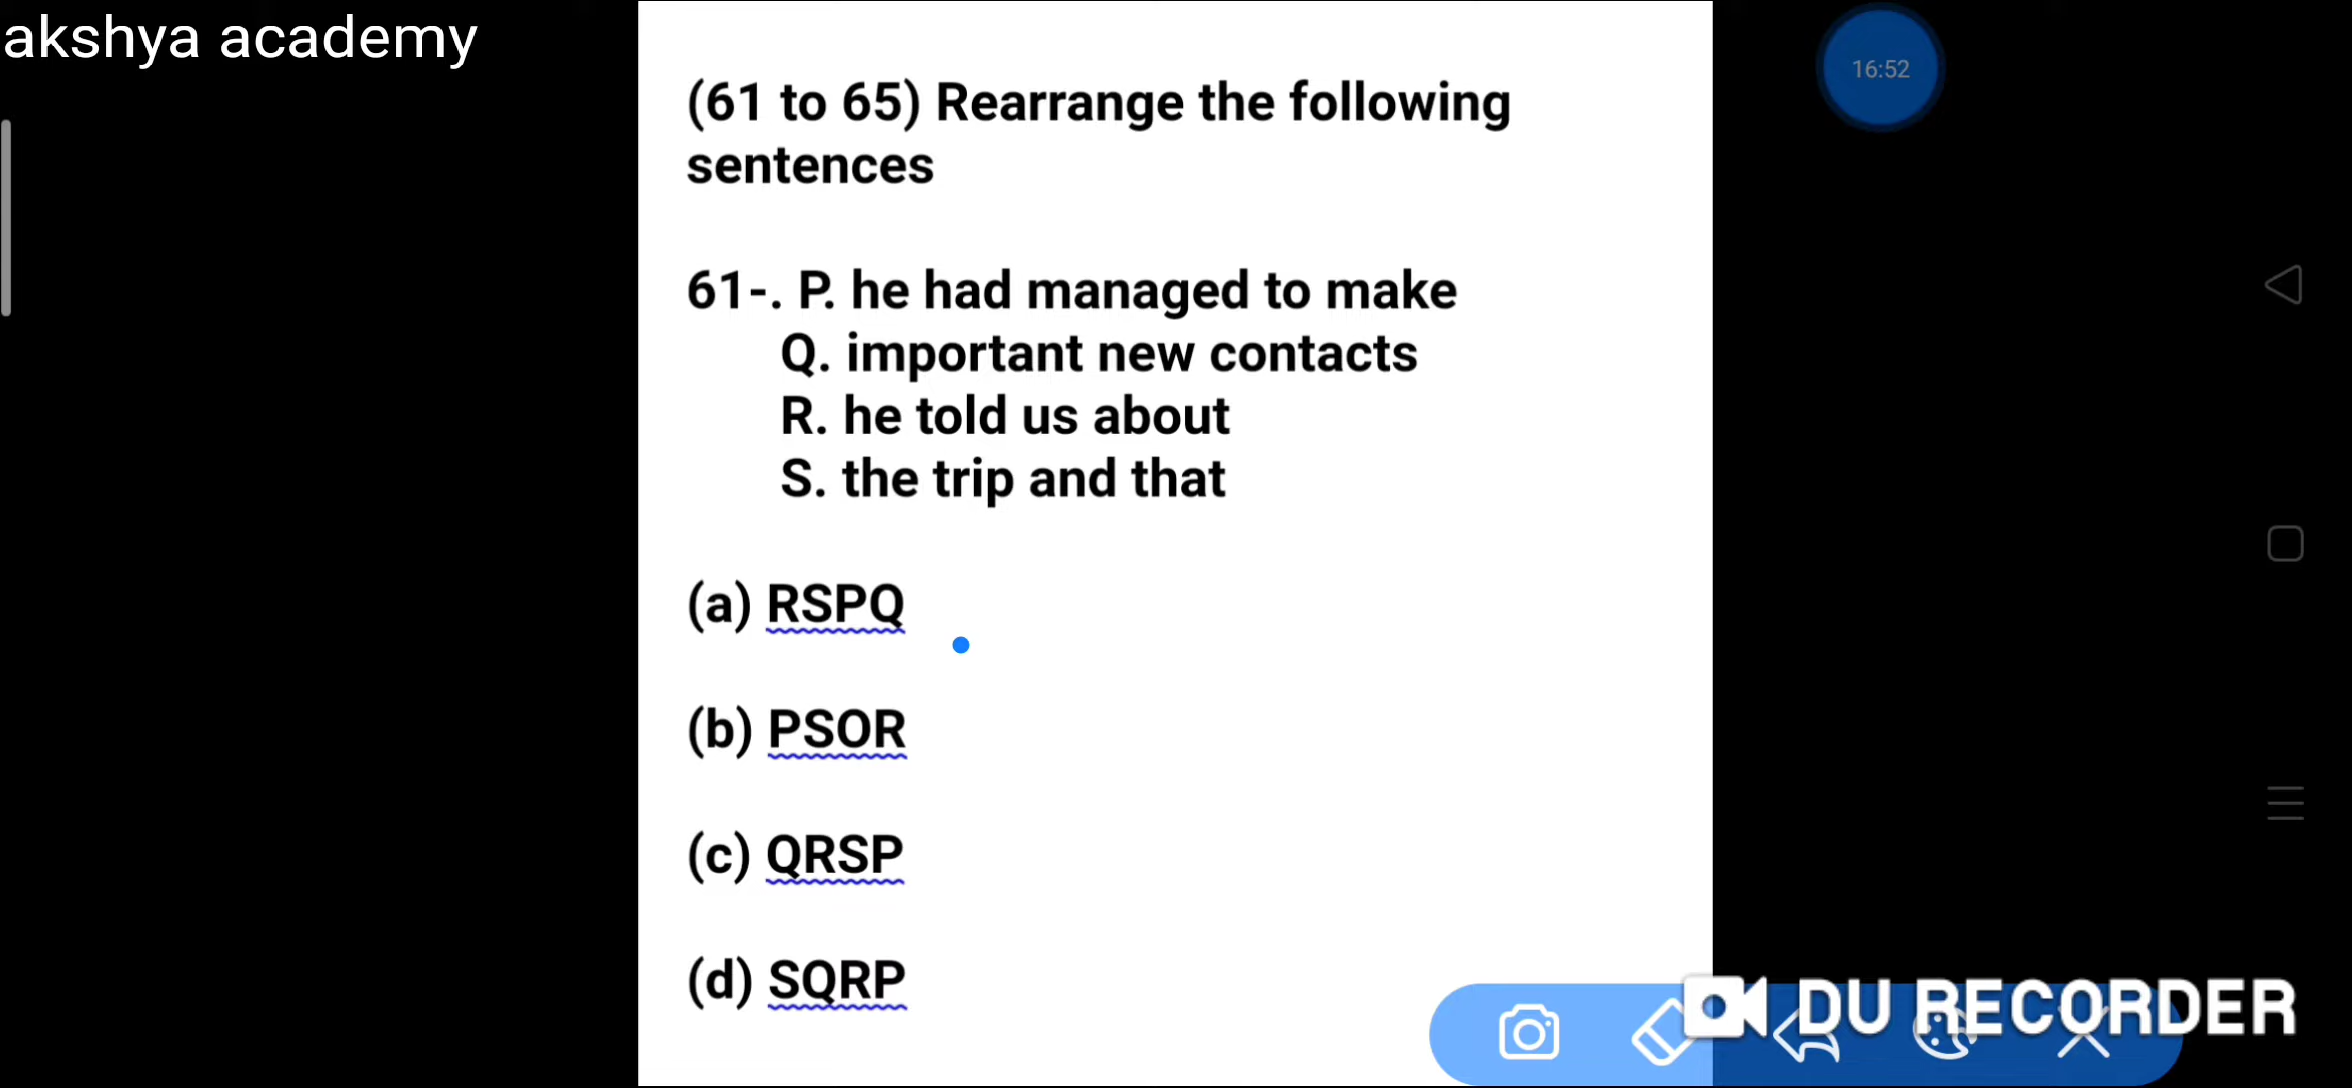 akshya academy
16:52
(61 to 65) Rearrange the following
sentences
61-. P. he had managed to make
Q. important new contacts
R. he told us about
S. the trip and that
(a) RSPQ
(b) PSOR
(c) QRSP
(d) SQRP
DU RECORDER